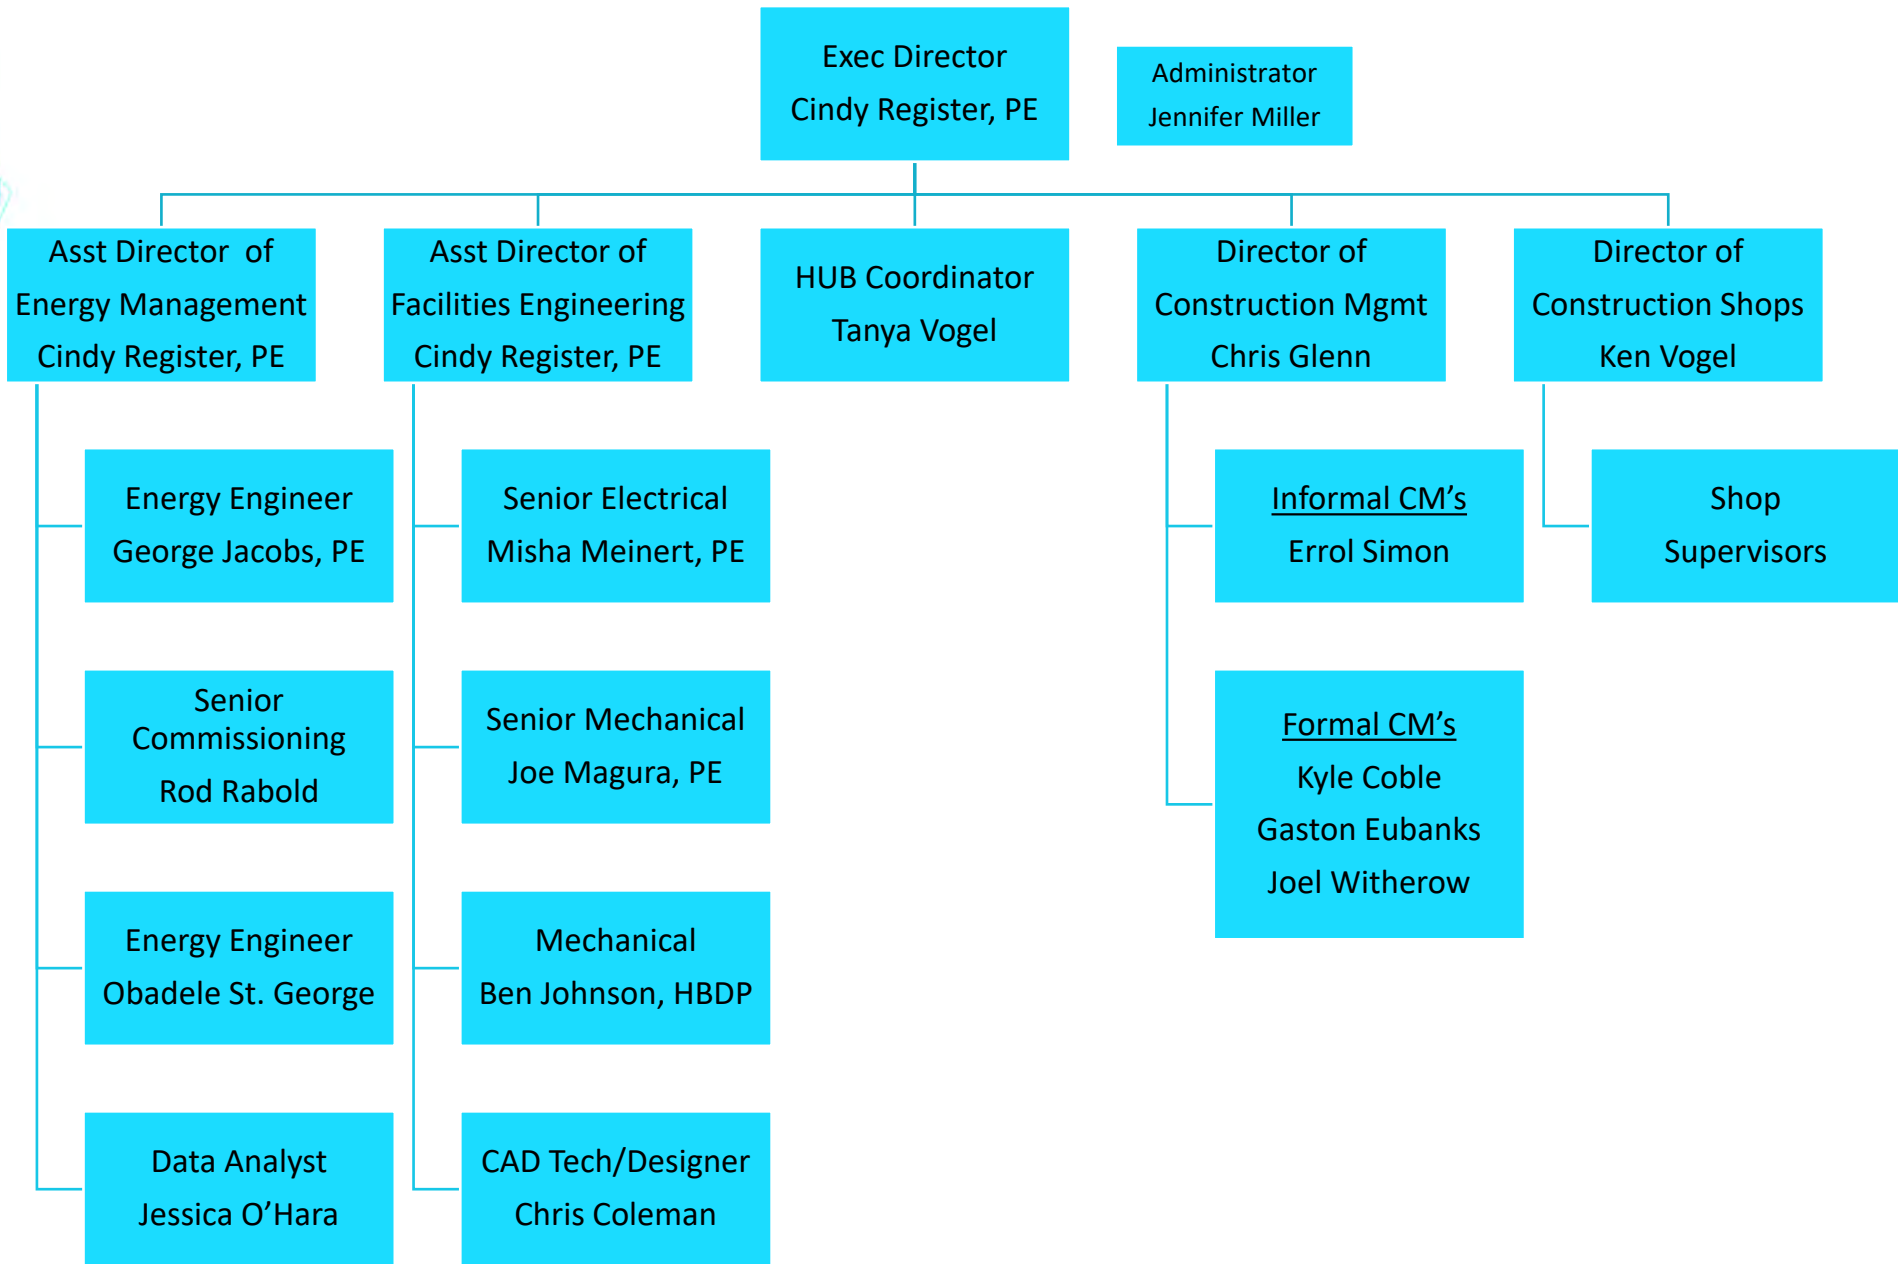 Exec Director
Cindy Register, PE
Administrator
Jennifer Miller
Asst Director of
Energy Management
Cindy Register, PE
Asst Director of
Facilities Engineering
Cindy Register, PE
HUB Coordinator
Tanya Vogel
Director of
Construction Mgmt
Chris Glenn
Director of
Construction Shops
Ken Vogel
Energy Engineer
George Jacobs, PE
Senior
Commissioning
Rod Rabold
Energy Engineer
Obadele St. George
Data Analyst
Jessica O’Hara
Senior Electrical
Misha Meinert, PE
Senior Mechanical
Joe Magura, PE
Mechanical
Ben Johnson, HBDP
CAD Tech/Designer
Chris Coleman
Informal CM’s
Errol Simon
Formal CM’s
Kyle Coble
Gaston Eubanks
Joel Witherow
Shop
Supervisors